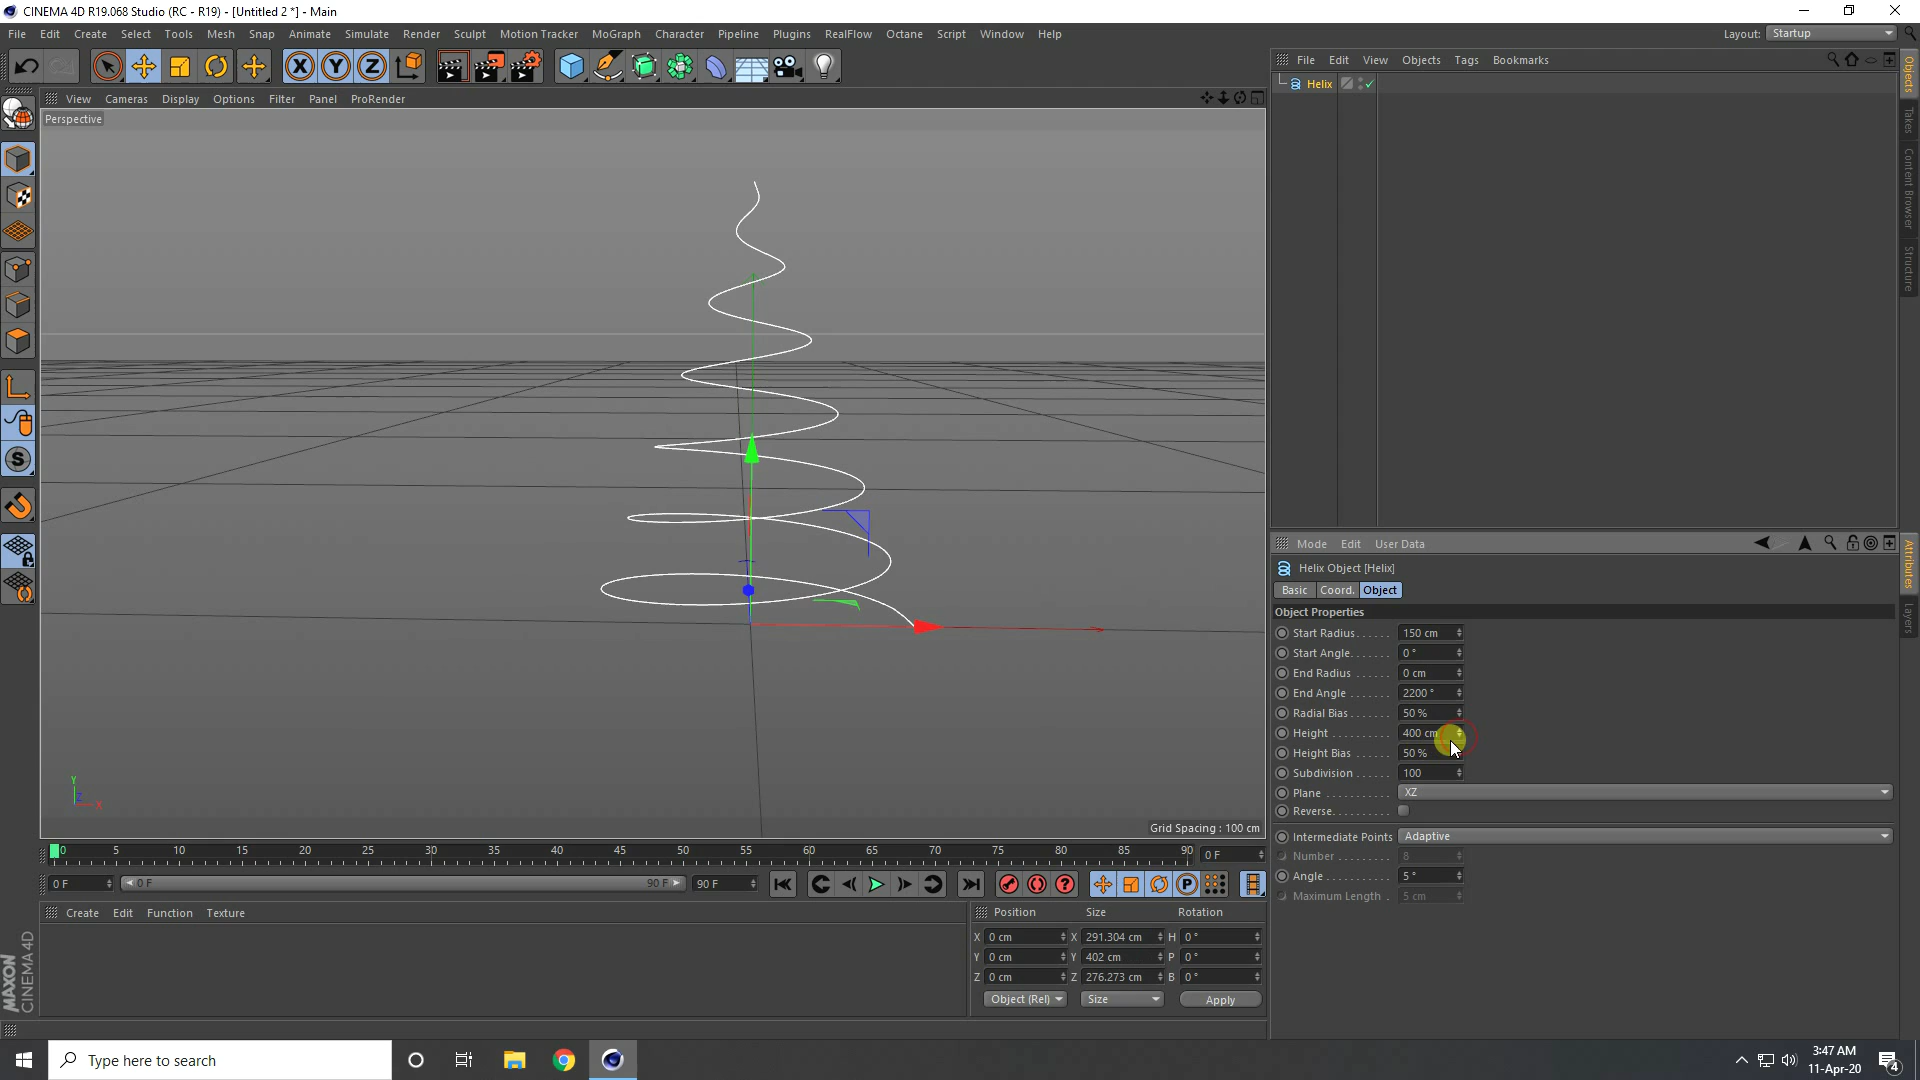 CINEMA 4D R19.068 Studio (RC - R19) - [Untitled 2 *] - Main
File Edit Create Select Tools Mesh Snap Animate Simulate Render Sculpt Motion Tracker MoGraph Character Pipeline Plugins RealFlow Octane Script Window Help
Layout: Startup
View Cameras Display Options Filter Panel ProRender
Perspective
Y
Z
X
Grid Spacing : 100 cm
File Edit View Objects Tags Bookmarks
Helix
Objects
Takes
Content Browser
Structure
Mode Edit User Data
Helix Object [Helix]
Basic Coord. Object
Object Properties
Start Radius...... 150 cm
Start Angle....... 0 °
End Radius ...... 0 cm
End Angle ....... 2200 °
Radial Bias....... 50 %
Height .......... 400 cm
Height Bias ...... 50 %
Subdivision ...... 100
Plane ........... XZ
Reverse..........
Intermediate Points Adaptive
Number ......... 8
Angle........... 5 °
Maximum Length . 5 cm
Attributes
Layers
0 5 10 15 20 25 30 35 40 45 50 55 60 65 70 75 80 85 90 0 F
0 F 0 F 90 F 90 F
Create Edit Function Texture
Position Size Rotation
X 0 cm X 291.304 cm H 0 °
Y 0 cm Y 402 cm P 0 °
Z 0 cm Z 276.273 cm B 0 °
Object (Rel) Size Apply
MAXON
CINEMA 4D
Type here to search
3:47 AM
11-Apr-20
4